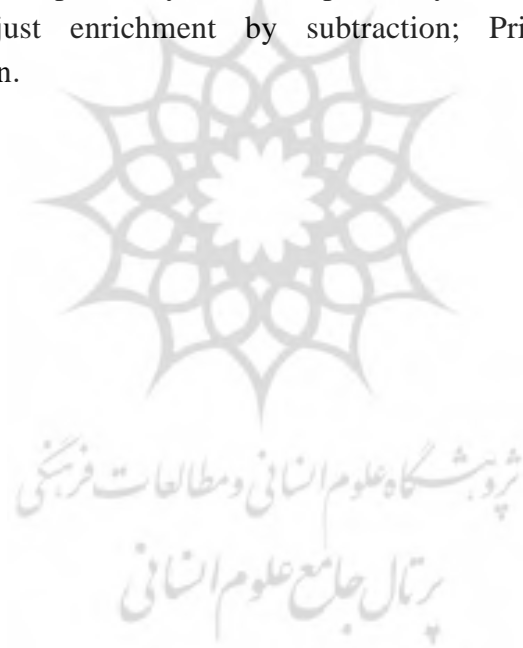 just enrichment by subtraction; Pri
n.
پژوهشگاه علوم انسانی و مطالعات فرهنگی
پرتال جامع علوم انسانی